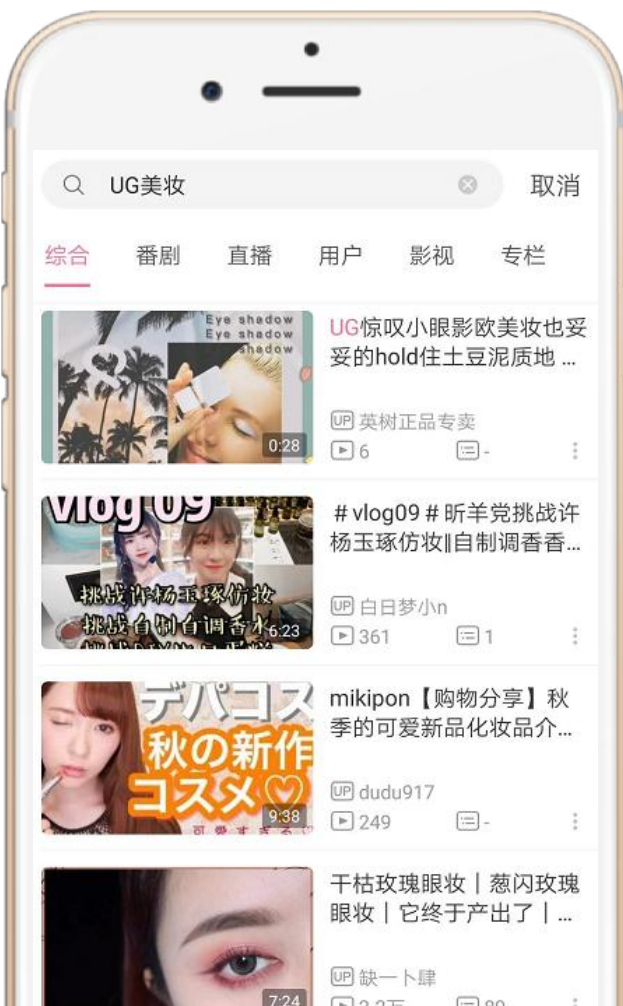 UG美妆
取消
综合 番剧 直播 用户 影视 专栏
Eye shadow
Eye shadow
shadow
0:28
UG惊叹小眼影欧美妆也妥
妥的hold住土豆泥质地 ...
UP 英树正品专卖
6 -
vlog 09
挑战许杨玉琢仿妆
挑战自制自调香水
6:23
＃vlog09＃昕羊党挑战许
杨玉琢仿妆||自制调香香...
UP 白日梦小n
361 1
デパコス
秋の新作
コスメ♡
可愛すぎる♡
9:38
mikipon【购物分享】秋
季的可爱新品化妆品介...
UP dudu917
249 -
7:24
干枯玫瑰眼妆｜葱闪玫瑰
眼妆｜它终于产出了｜...
UP 缺一卜肆